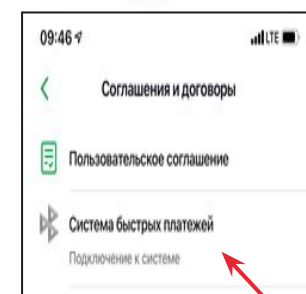 09:46
LTE
Соглашения и договоры
Пользовательское соглашение
Система быстрых платежей
Подключение к системе